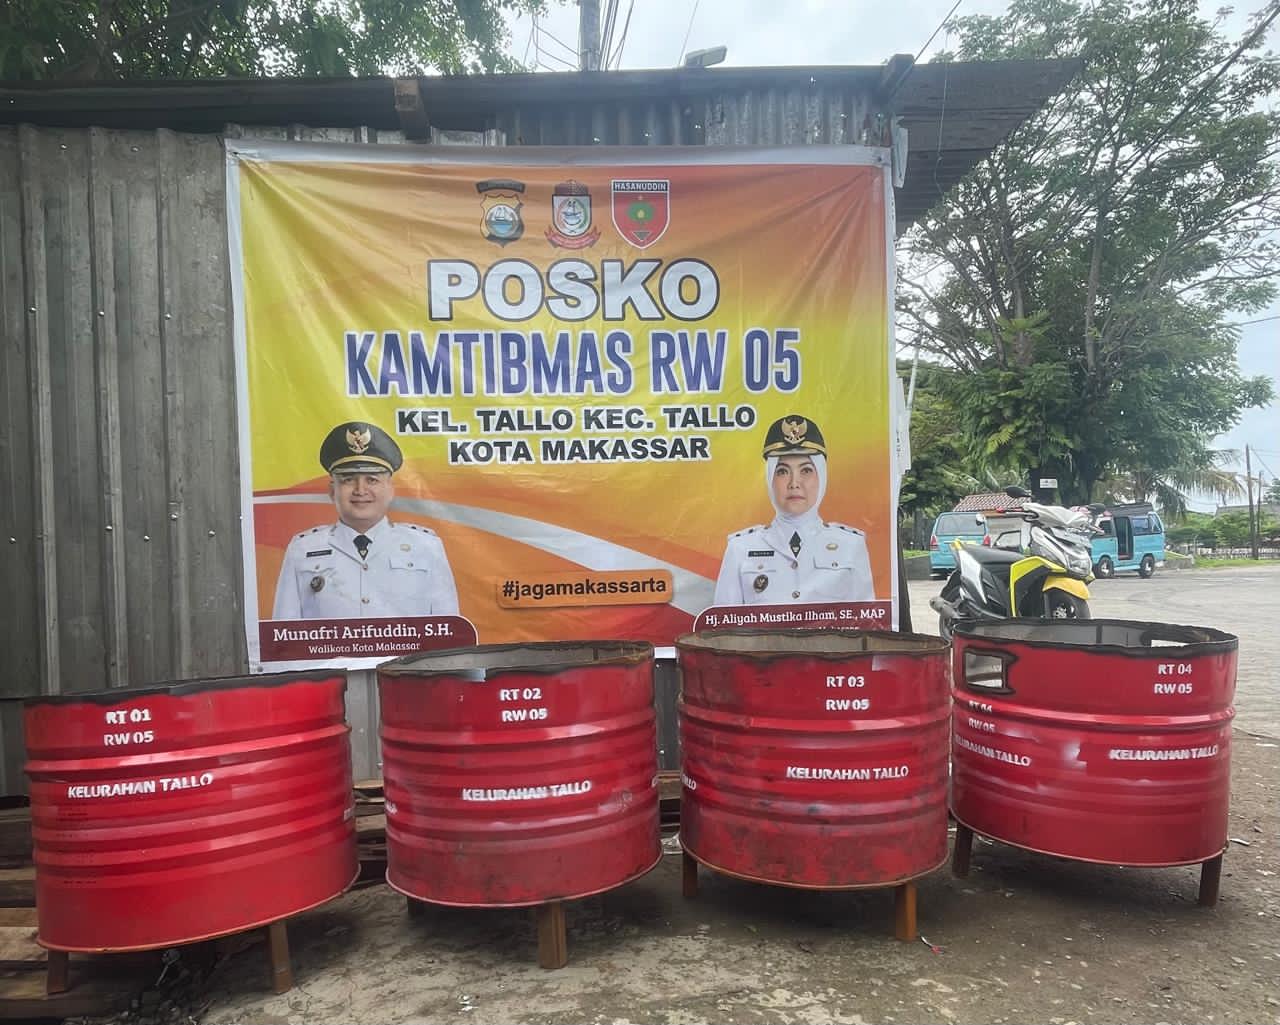 HASANUDDIN
POSKO
KAMTIBMAS RW 05
KEL. TALLO KEC. TALLO
KOTA MAKASSAR
#jagamakassarta
Munafri Arifuddin, S.H.
Walikota Kota Makassar
Hj. Aliyah Mustika Ilham, SE., MAP
RT 01
RW 05
KELURAHAN TALLO
RT 02
RW 05
KELURAHAN TALLO
RT 03
RW 05
KELURAHAN TALLO
RT 04
RW 05
KELURAHAN TALLO
RT 04
RW 05
KELURAHAN TALLO